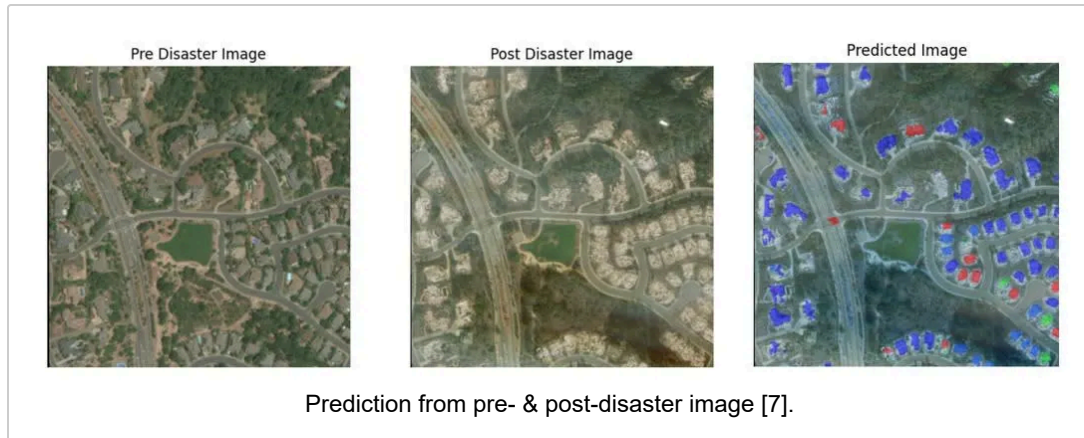 Pre Disaster Image
Post Disaster Image
Predicted Image
Prediction from pre- & post-disaster image [7].